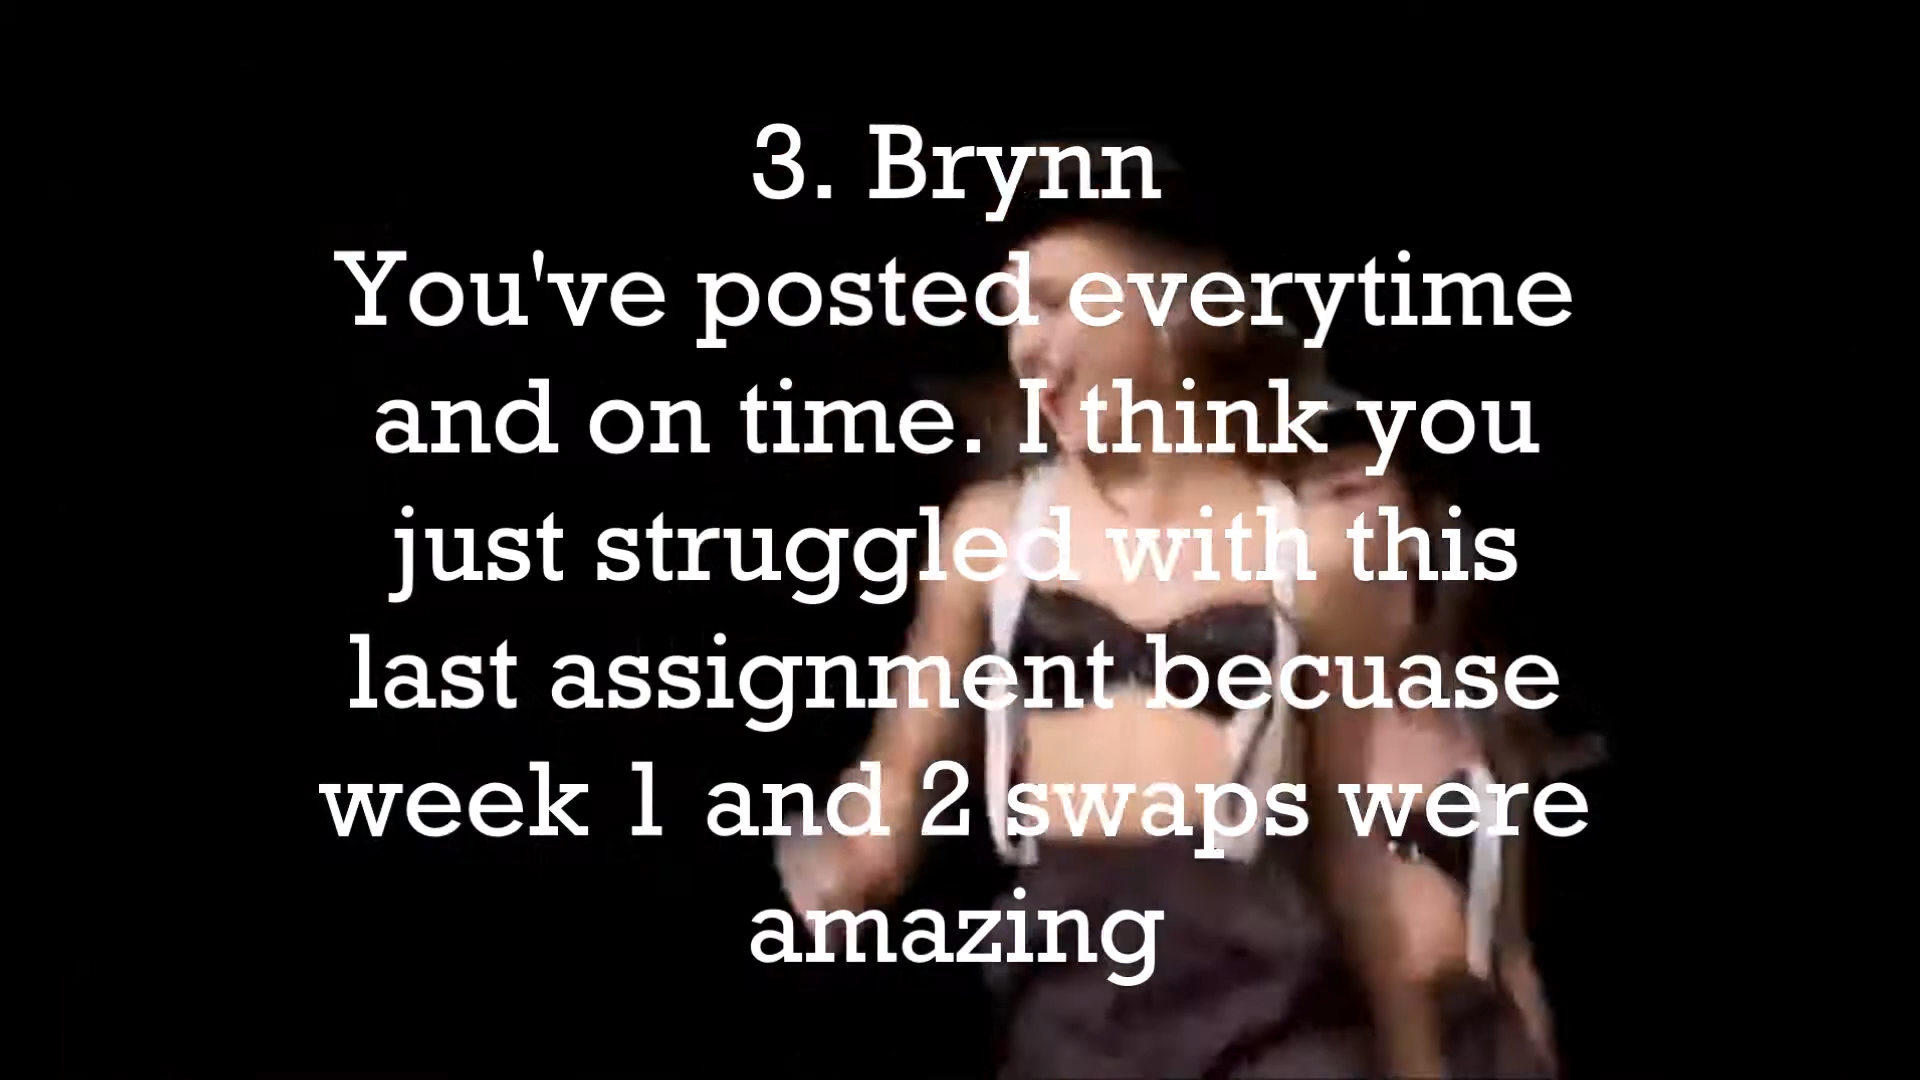 3. Brynn
You've posted everytime
and on time. I think you
just struggled with this
last assignment becuase
week 1 and 2 swaps were
amazing